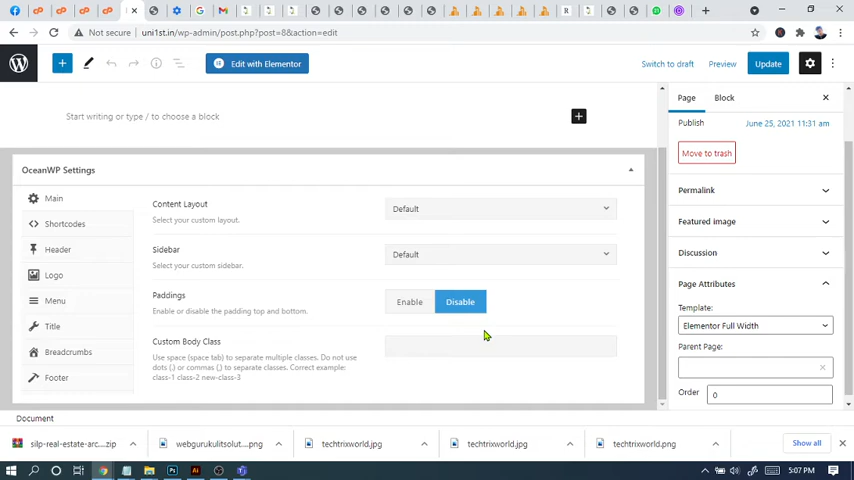 uni1st.in/wp-admin/post.php?post=8&action=edit
Edit with Elementor
Switch to draft
Preview
Update
Start writing or type / to choose a block
Page
Block
Publish
June 25, 2021 11:31 am
Move to trash
Permalink
Featured image
Discussion
Page Attributes
Template:
Elementor Full Width
Parent Page:
Order
0
OceanWP Settings
Main
Shortcodes
Header
Logo
Menu
Title
Breadcrumbs
Footer
Content Layout
Select your custom layout.
Default
Sidebar
Select your custom sidebar.
Default
Paddings
Enable or disable the padding top and bottom.
Enable
Disable
Custom Body Class
Use space (space tab) to separate multiple classes. Do not
use dots (.) or commas (,) to separate classes. Correct example:
class-1 class-2 new-class-3
Document
silp-real-estate-arc....zip
webgurukulitsolut....png
techtrixworld.jpg
techtrixworld.jpg
techtrixworld.png
Show all
5:07 PM